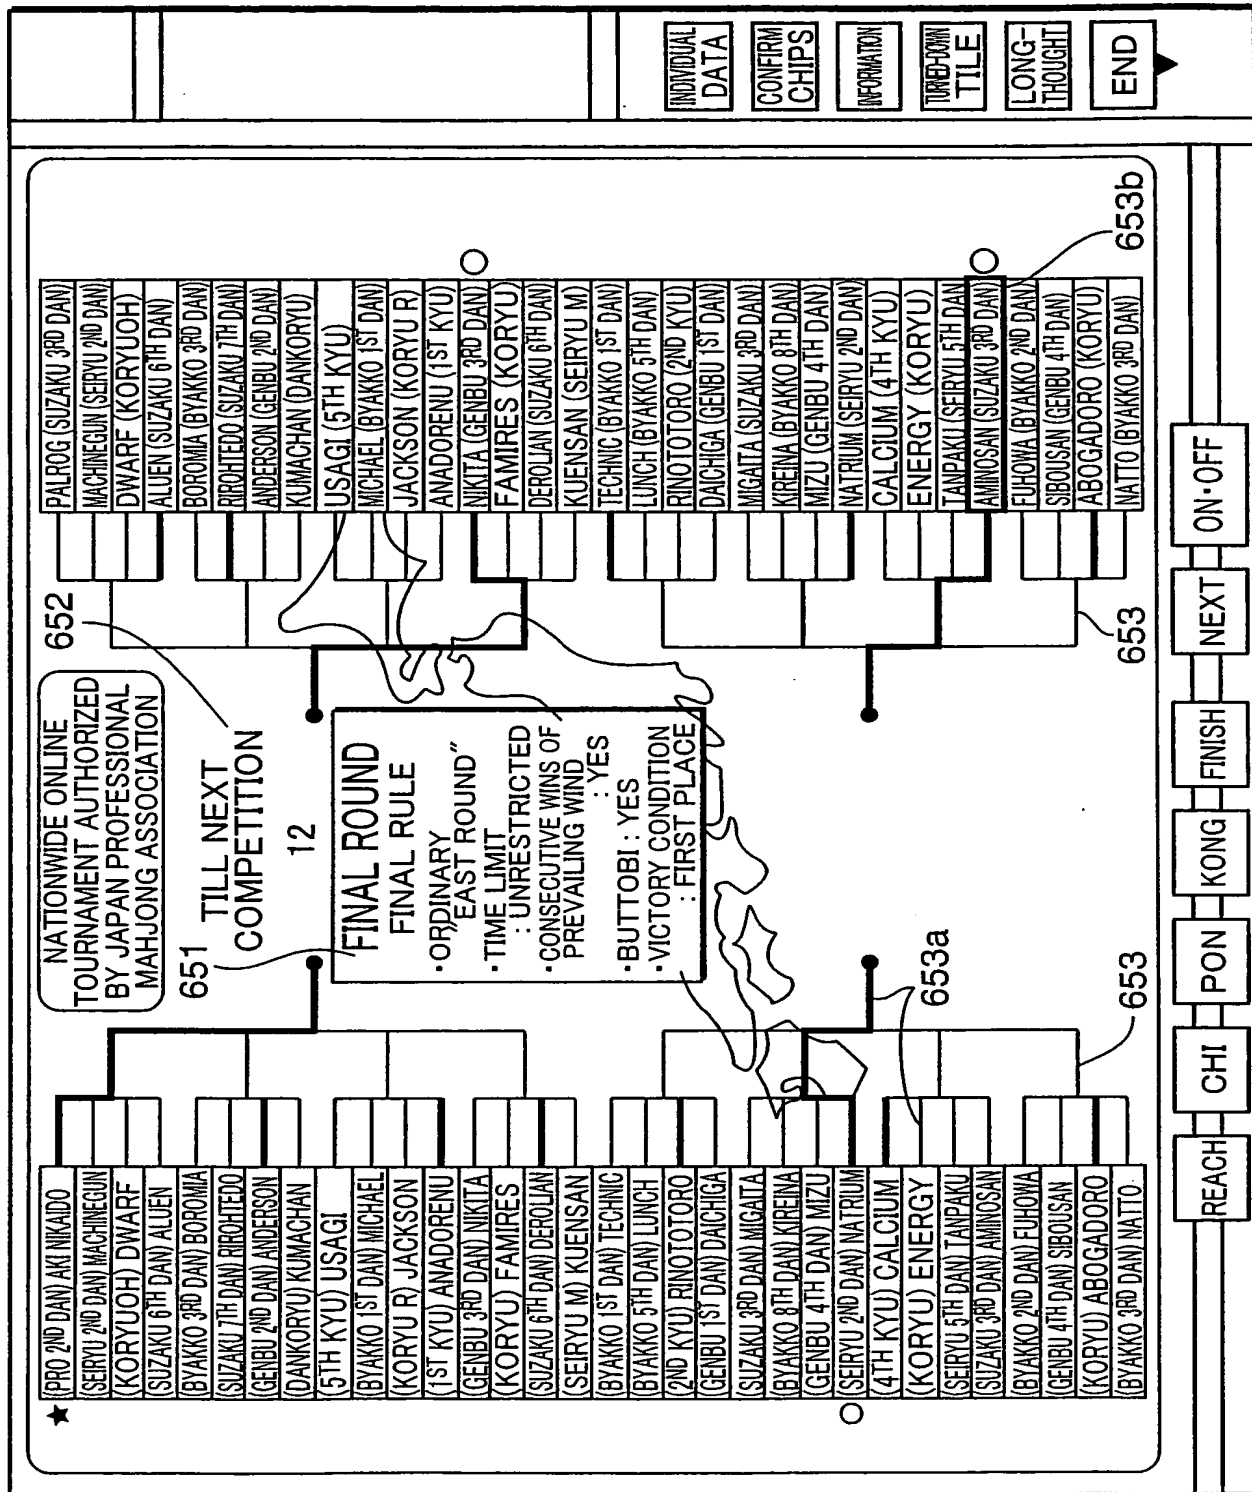 NATIONWIDE ONLINE
TOURNAMENT AUTHORIZED
BY JAPAN PROFESSIONAL
MAHJONG ASSOCIATION
652
TILL NEXT
COMPETITION
12
651
FINAL ROUND
FINAL RULE
・ORDINARY
EAST ROUND"
・TIME LIMIT
: UNRESTRICTED
・CONSECUTIVE WINS OF
PREVAILING WIND
: YES
・BUTTOBI : YES
・VICTORY CONDITION
: FIRST PLACE
★
(PRO 2ND DAN) AKI NIKAIDO
(SEIRYU 2ND DAN) MACHINEGUN
(KORYUOH) DWARF
(SUZAKU 6TH DAN) ALUEN
(BYAKKO 3RD DAN) BOROMIA
(SUZAKU 7TH DAN) RIROHTEDO
(GENBU 2ND DAN) ANDERSON
(DANKORYU) KUMACHAN
(5TH KYU) USAGI
(BYAKKO 1ST DAN) MICHAEL
(KORYU R) JACKSON
(1ST KYU) ANADORENU
(GENBU 3RD DAN) NIKITA
(KORYU) FAMIRES
(SUZAKU 6TH DAN) DEROLIAN
(SEIRYU M) KUENSAN
(BYAKKO 1ST DAN) TECHNIC
(BYAKKO 5TH DAN) LUNCH
(2ND KYU) RINOTOTORO
(GENBU 1ST DAN) DAICHIGA
(SUZAKU 3RD DAN) MIGAITA
(BYAKKO 8TH DAN) KIREINA
(GENBU 4TH DAN) MIZU
(SEIRYU 2ND DAN) NATRIUM
(4TH KYU) CALCIUM
(KORYU) ENERGY
(SEIRYU 5TH DAN) TANPAKU
(SUZAKU 3RD DAN) AMINOSAN
(BYAKKO 2ND DAN) FUHOWA
(GENBU 4TH DAN) SIBOUSAN
(KORYU) ABOGADORO
(BYAKKO 3RD DAN) NATTO
PALROG (SUZAKU 3RD DAN)
MACHINEGUN (SEIRYU 2ND DAN)
DWARF (KORYUOH)
ALUEN (SUZAKU 6TH DAN)
BOROMIA (BYAKKO 3RD DAN)
RIROHTEDO (SUZAKU 7TH DAN)
ANDERSON (GENBU 2ND DAN)
KUMACHAN (DANKORYU)
USAGI (5TH KYU)
MICHAEL (BYAKKO 1ST DAN)
JACKSON (KORYU R)
ANADORENU (1ST KYU)
NIKITA (GENBU 3RD DAN)
FAMIRES (KORYU)
DEROLIAN (SUZAKU 6TH DAN)
KUENSAN (SEIRYU M)
TECHNIC (BYAKKO 1ST DAN)
LUNCH (BYAKKO 5TH DAN)
RINOTOTORO (2ND KYU)
DAICHIGA (GENBU 1ST DAN)
MIGAITA (SUZAKU 3RD DAN)
KIREINA (BYAKKO 8TH DAN)
MIZU (GENBU 4TH DAN)
NATRIUM (SEIRYU 2ND DAN)
CALCIUM (4TH KYU)
ENERGY (KORYU)
TANPAKU (SEIRYU 5TH DAN)
AMINOSAN (SUZAKU 3RD DAN)
FUHOWA (BYAKKO 2ND DAN)
SIBOUSAN (GENBU 4TH DAN)
ABOGADORO (KORYU)
NATTO (BYAKKO 3RD DAN)
653a
653
653
653b
INDIVIDUAL
DATA
CONFIRM
CHIPS
INFORMATION
TURNED-DOWN
TILE
LONG-
THOUGHT
END
REACH
CHI
PON
KONG
FINISH
NEXT
ON・OFF